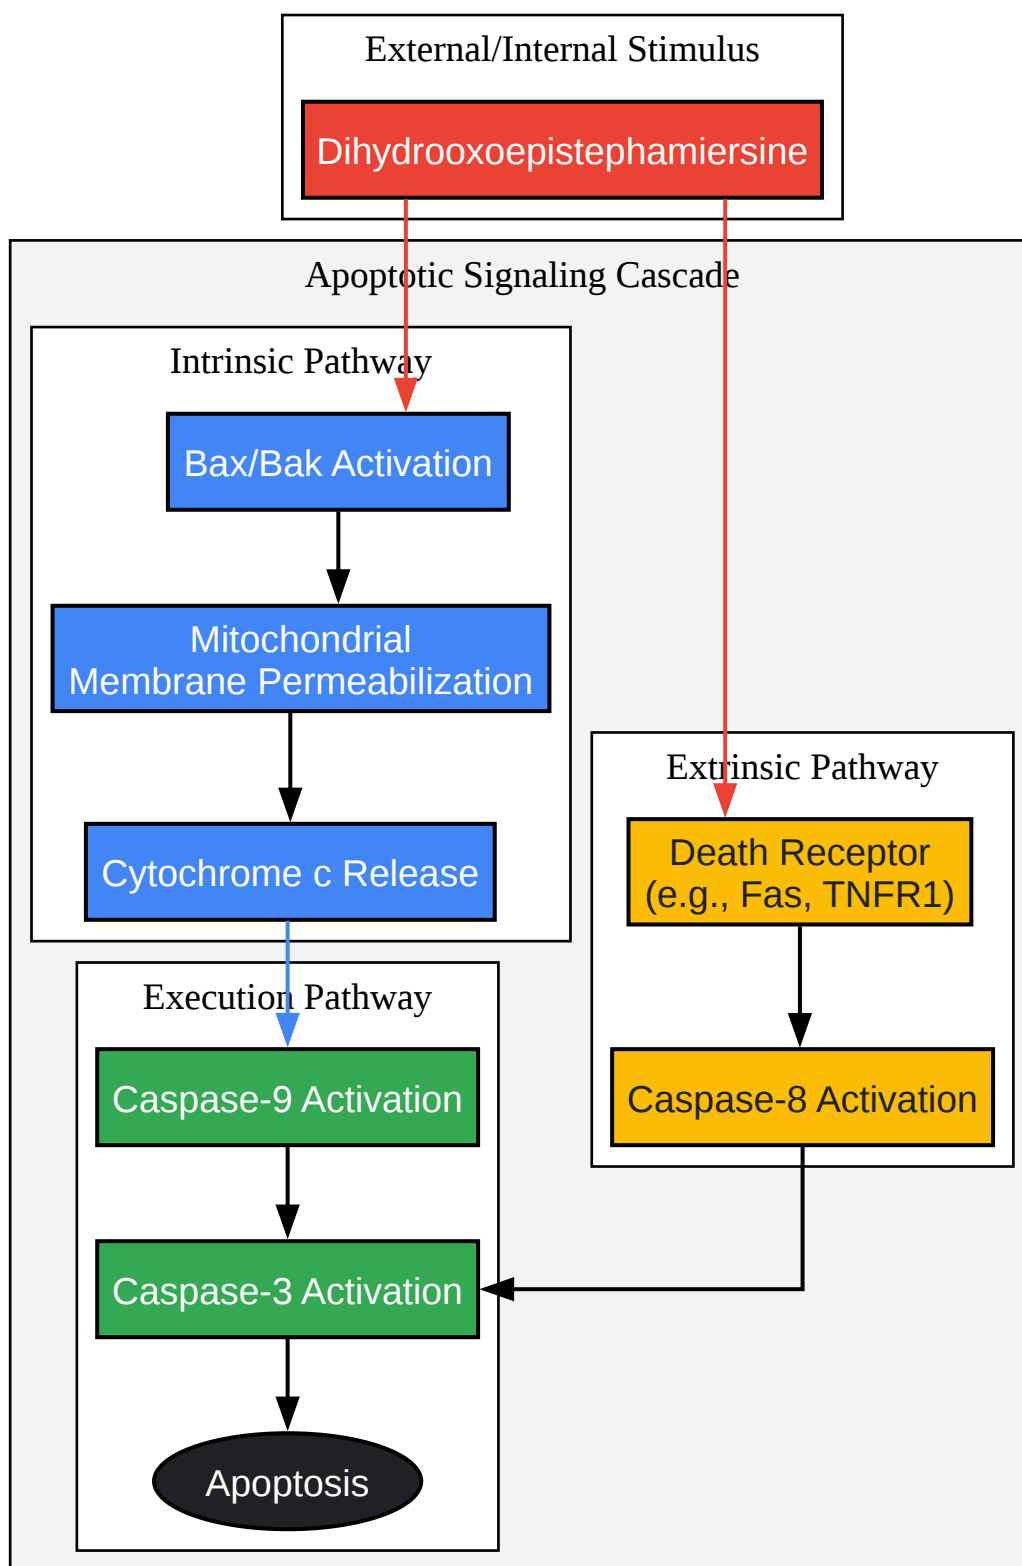 External/Internal Stimulus
Dihydrooxoepistephamiersine
Apoptotic Signaling Cascade
Intrinsic Pathway
Bax/Bak Activation
Mitochondrial
Membrane Permeabilization
Cytochrome c Release
Extrinsic Pathway
Death Receptor
(e.g., Fas, TNFR1)
Caspase-8 Activation
Execution Pathway
Caspase-9 Activation
Caspase-3 Activation
Apoptosis